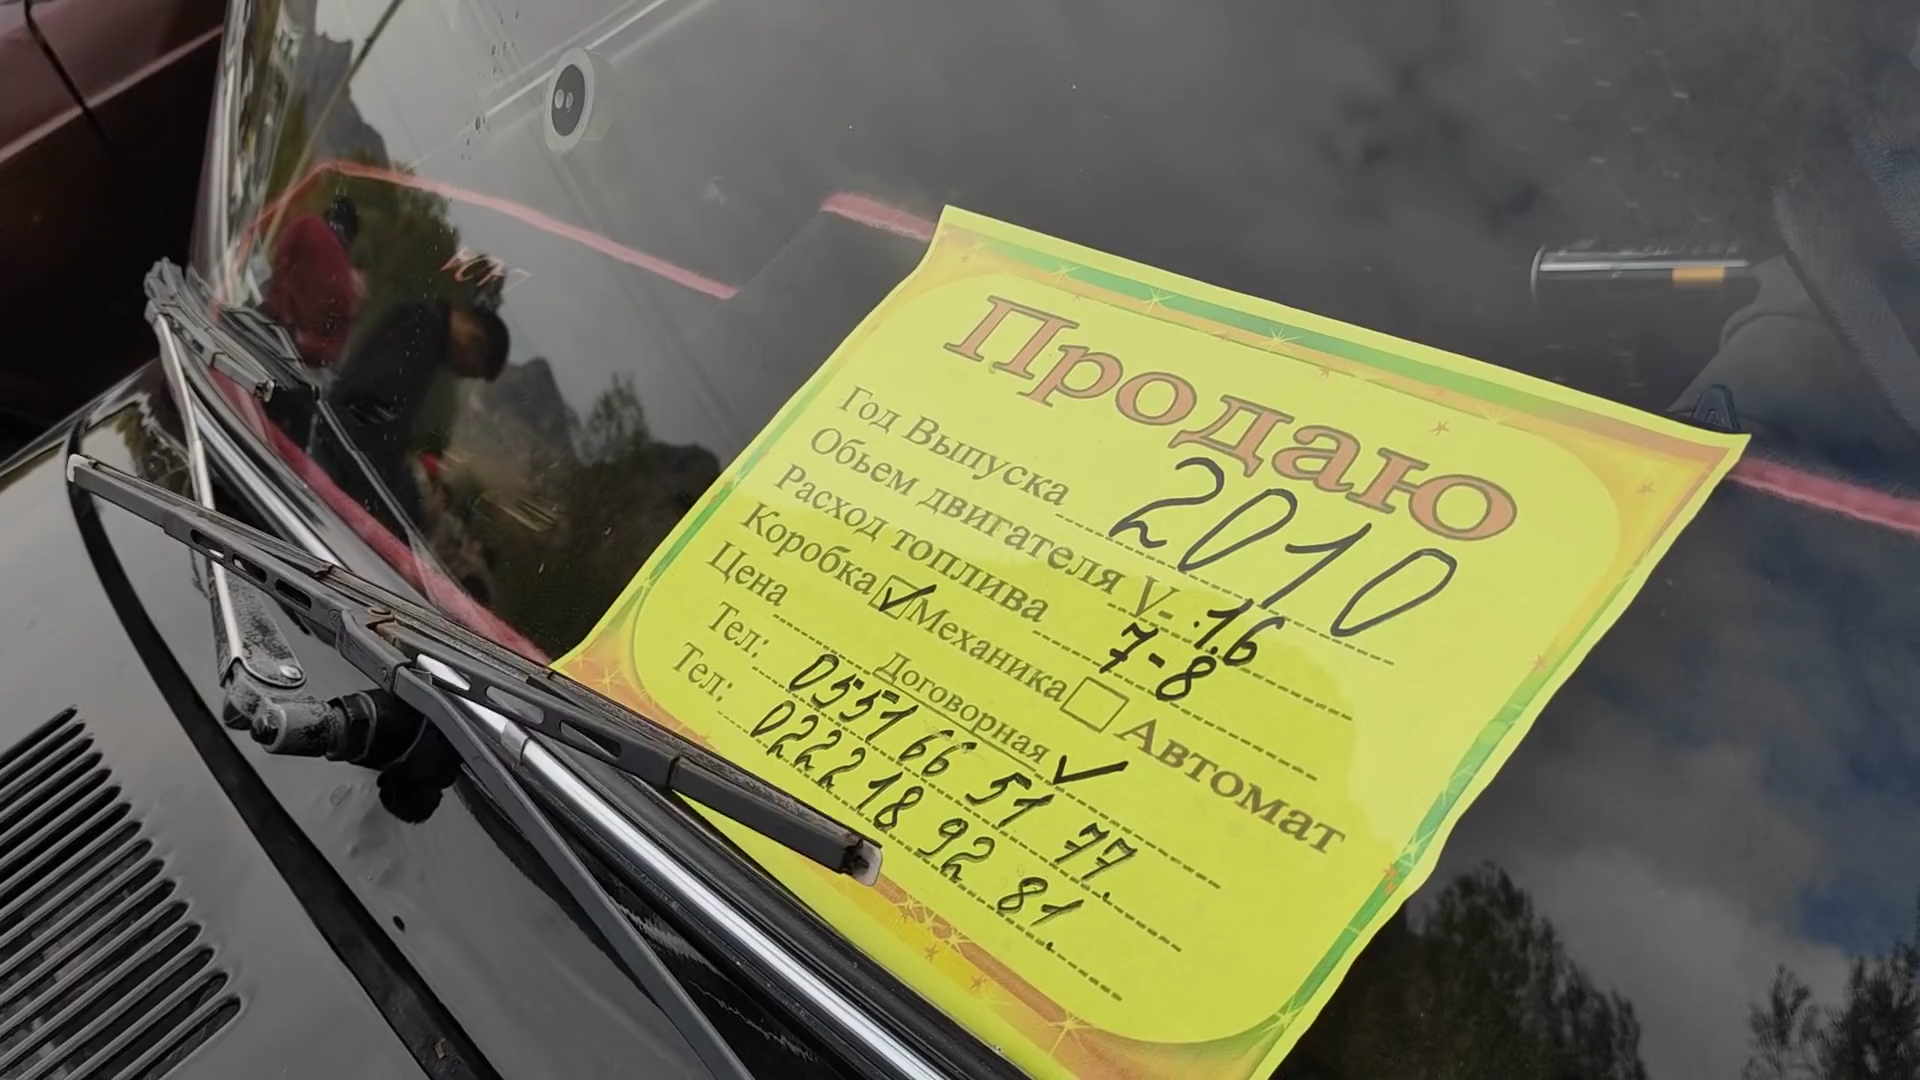 Продаю
Год Выпуска 2010
Обьем двигателя V- 1.6
Расход топлива 7-8
Коробка ✓ Механика Автомат
Цена Договорная ✓
Тел: 0551 66 51 77.
Тел: 0222 18 92 81.